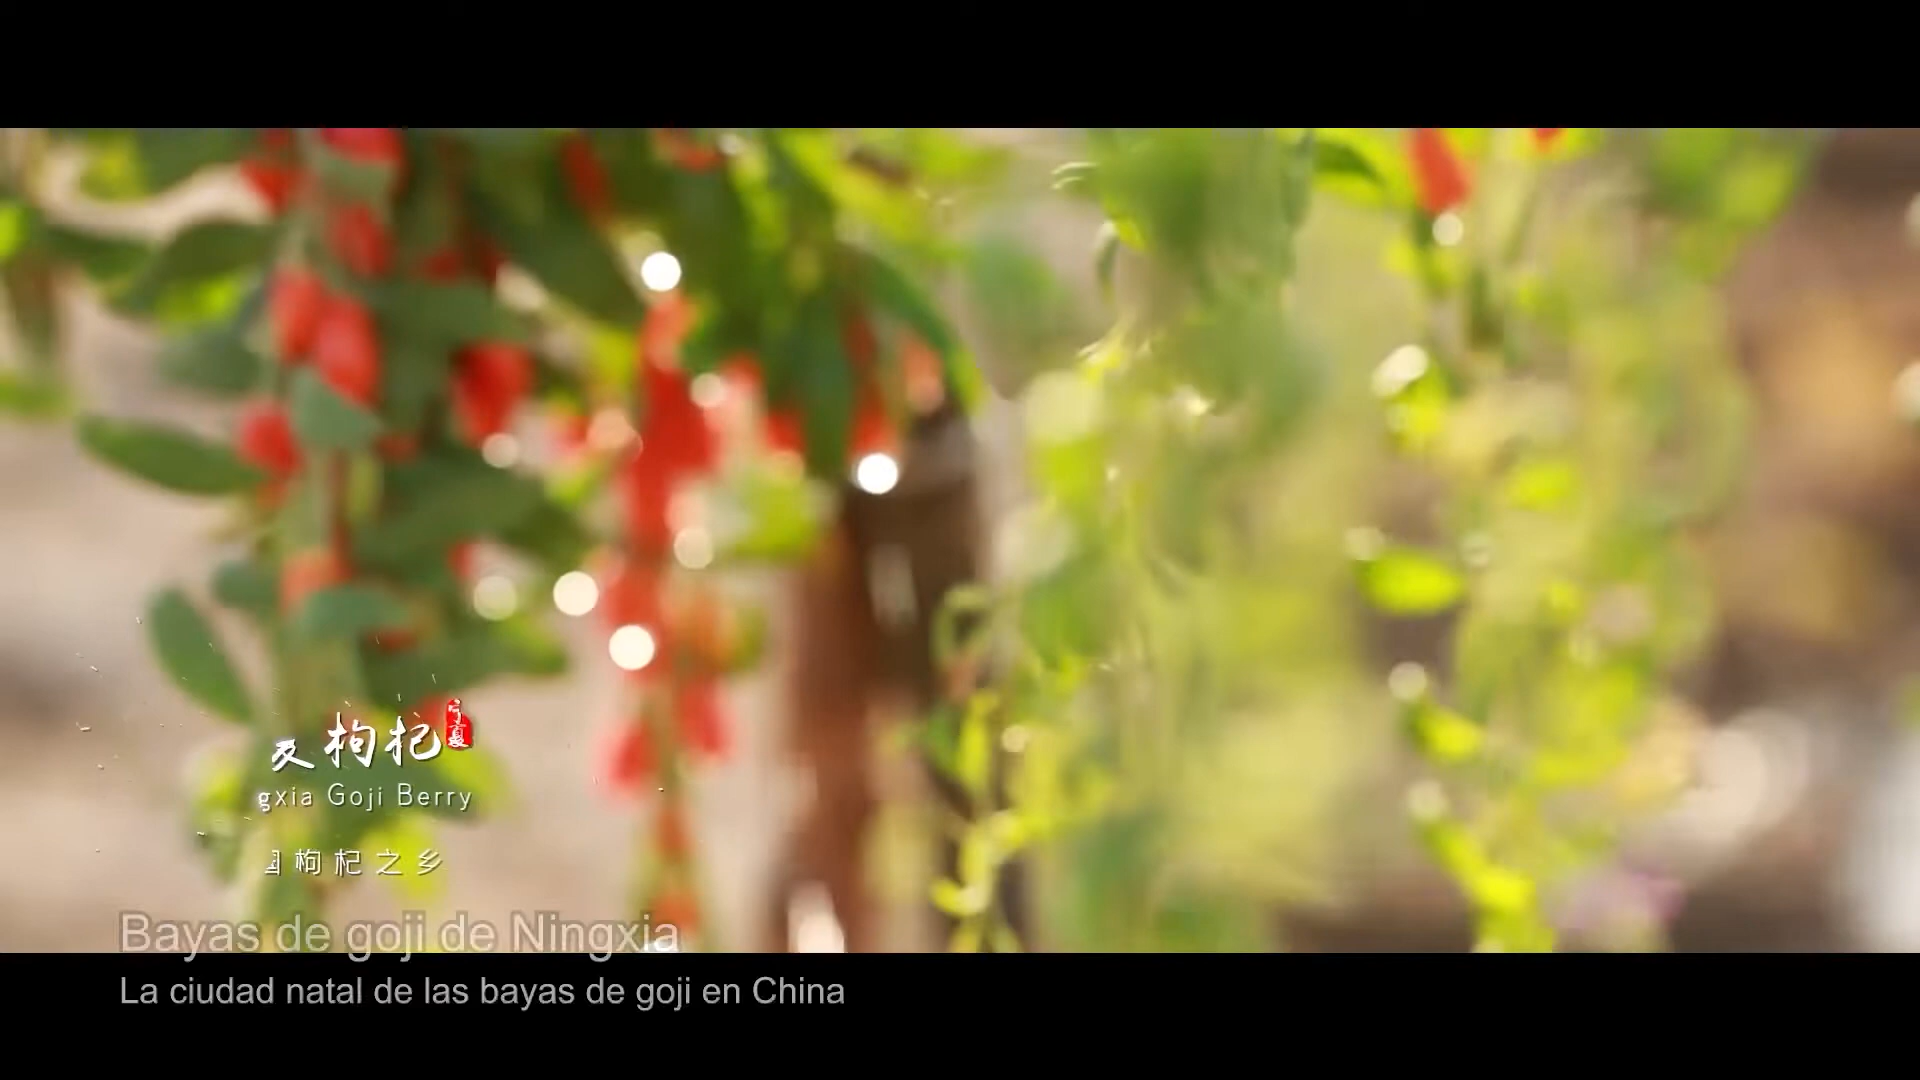 枸杞
宁夏
gxia Goji Berry
枸杞之乡
Bayas de goji de Ningxia
La ciudad natal de las bayas de goji en China